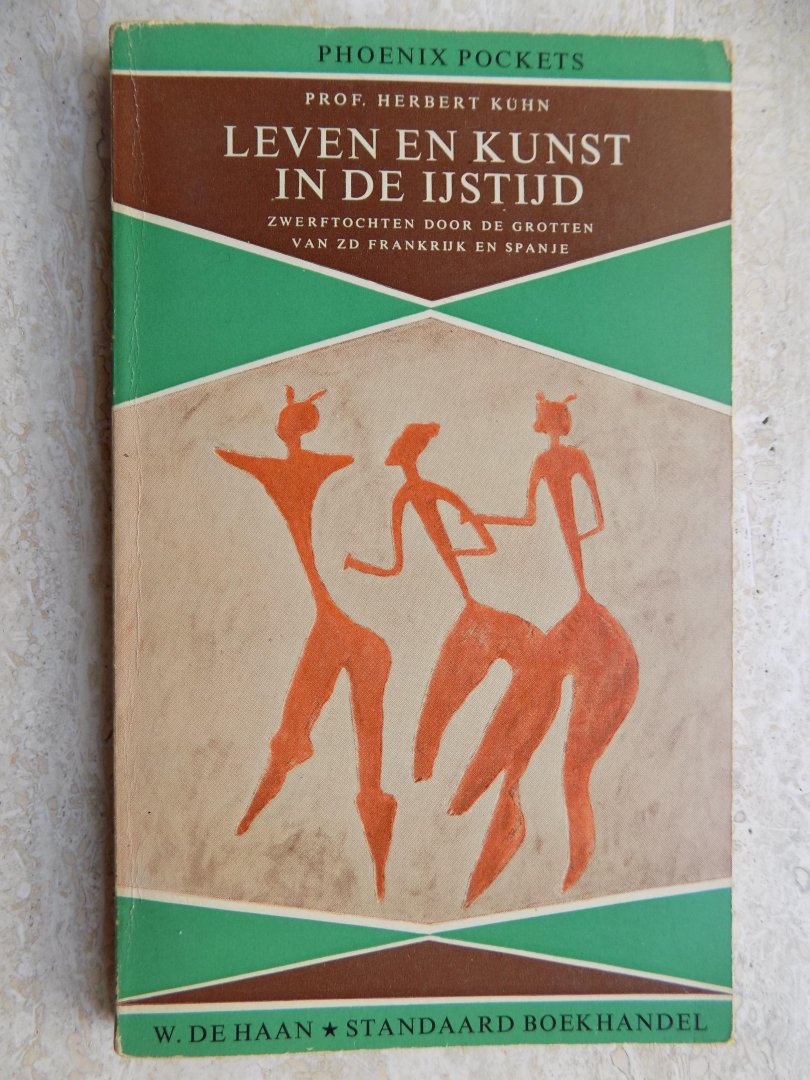 PHOENIX POCKETS
PROF. HERBERT KÜHN
LEVEN EN KUNST
IN DE IJSTIJD
ZWERFTOCHTEN DOOR DE GROTTEN
VAN ZD FRANKRIJK EN SPANJE
W. DE HAAN ★ STANDAARD BOEKHANDEL